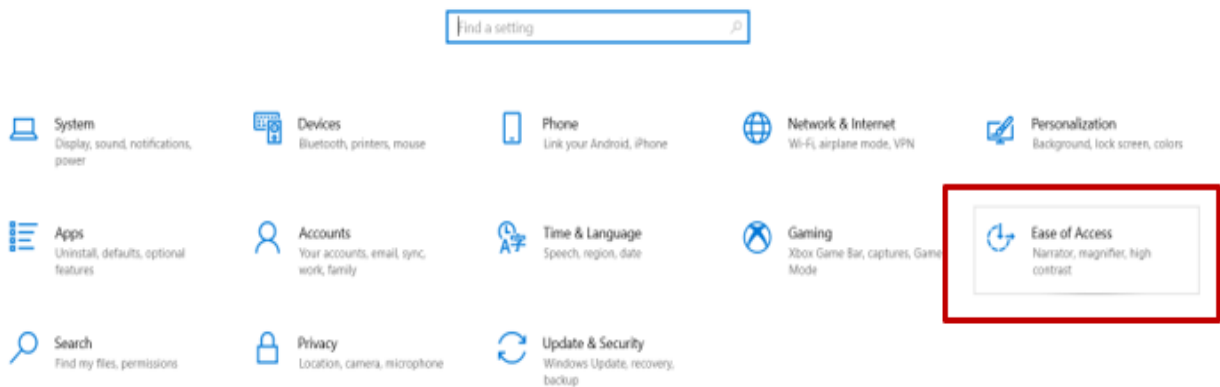 Find a setting
System
Display, sound, notifications,
power
Devices
Bluetooth, printers, mouse
Phone
Link your Android, iPhone
Network & Internet
Wi-Fi, airplane mode, VPN
Personalization
Background, lock screen, colors
Apps
Uninstall, defaults, optional
features
Accounts
Your accounts, email, sync,
work, family
Time & Language
Speech, region, date
Gaming
Xbox Game Bar, captures, Game
Mode
Ease of Access
Narrator, magnifier, high
contrast
Search
Find my files, permissions
Privacy
Location, camera, microphone
Update & Security
Windows Update, recovery,
backup